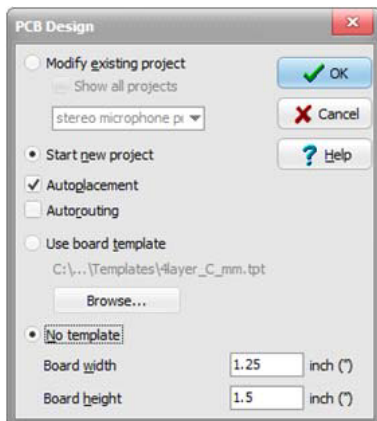 PCB Design
Modify existing project
OK
Show all projects
stereo microphone
Cancel
Start new project
Help
Autoplacement
Autorouting
Use board template
C:\...\Templates\4layer_C_mm.tpt
Browse...
No template
Board width 1.25 inch (")
Board height 1.5 inch (")